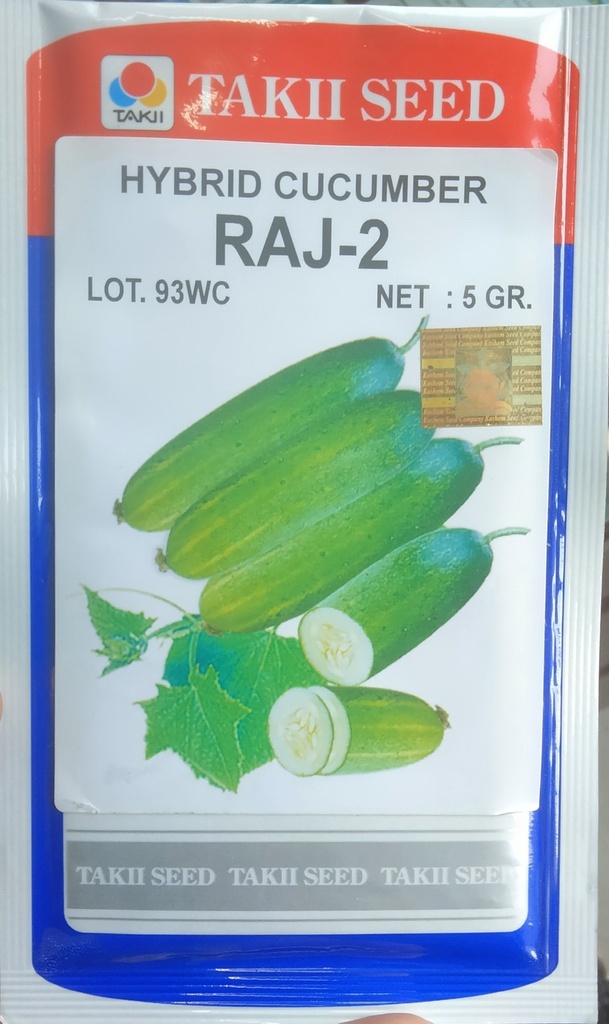 TAKII
TAKII SEED
HYBRID CUCUMBER
RAJ-2
LOT. 93WC
NET : 5 GR.
TAKII SEED TAKII SEED TAKII SEED